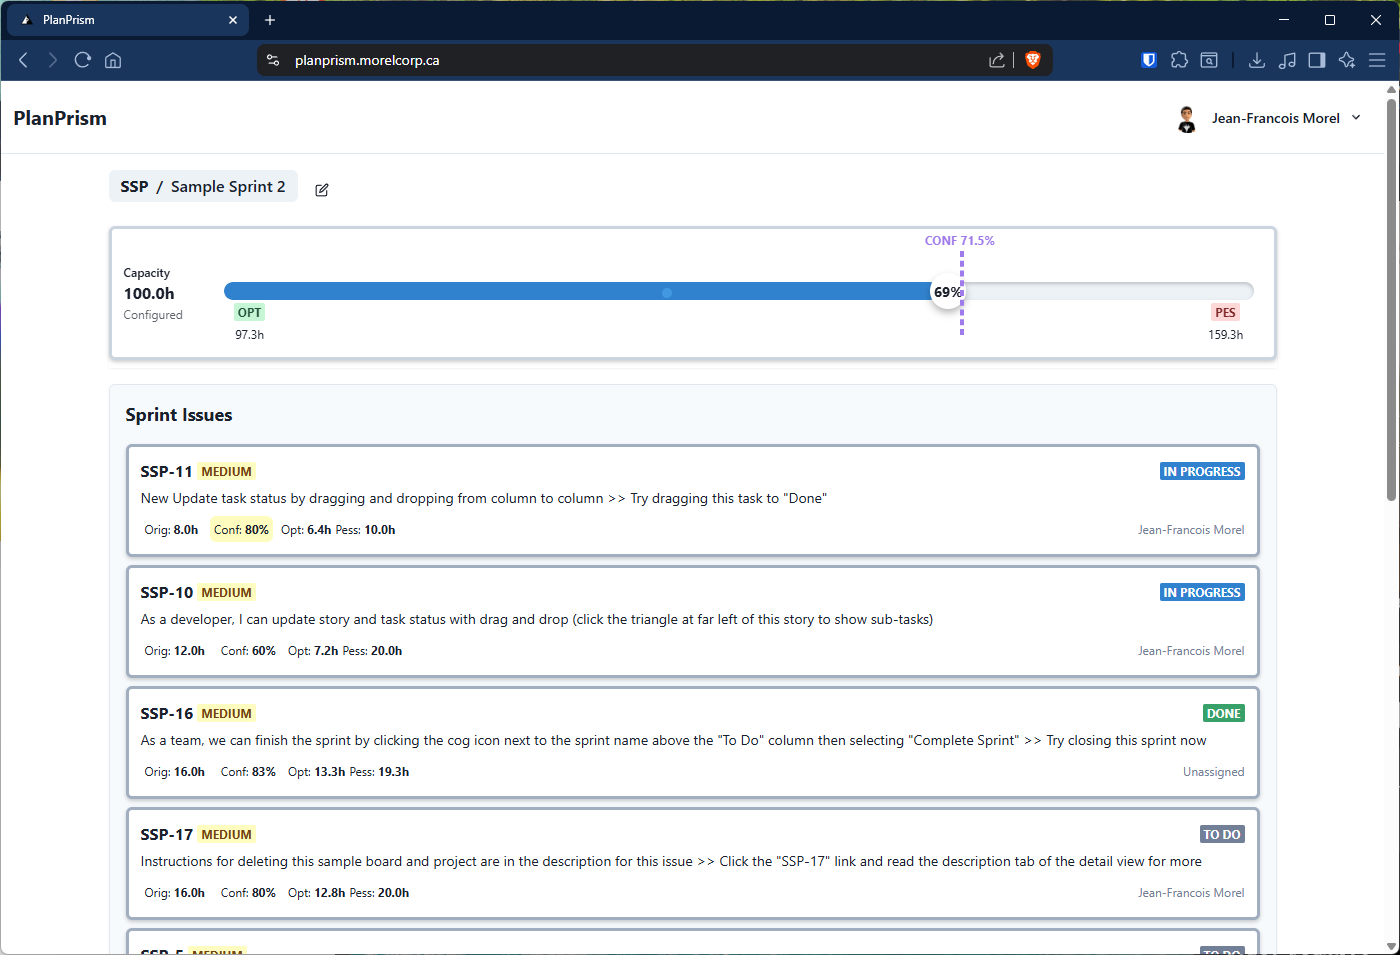 PlanPrism
planprism.morelcorp.ca
PlanPrism
Jean-Francois Morel
SSP / Sample Sprint 2
CONF 71.5%
Capacity
100.0h
Configured
69%
OPT
97.3h
PES
159.3h
Sprint Issues
SSP-11 MEDIUM
IN PROGRESS
New Update task status by dragging and dropping from column to column >> Try dragging this task to "Done"
Orig: 8.0h Conf: 80% Opt: 6.4h Pess: 10.0h
Jean-Francois Morel
SSP-10 MEDIUM
IN PROGRESS
As a developer, I can update story and task status with drag and drop (click the triangle at far left of this story to show sub-tasks)
Orig: 12.0h Conf: 60% Opt: 7.2h Pess: 20.0h
Jean-Francois Morel
SSP-16 MEDIUM
DONE
As a team, we can finish the sprint by clicking the cog icon next to the sprint name above the "To Do" column then selecting "Complete Sprint" >> Try closing this sprint now
Orig: 16.0h Conf: 83% Opt: 13.3h Pess: 19.3h
Unassigned
SSP-17 MEDIUM
TO DO
Instructions for deleting this sample board and project are in the description for this issue >> Click the "SSP-17" link and read the description tab of the detail view for more
Orig: 16.0h Conf: 80% Opt: 12.8h Pess: 20.0h
Jean-Francois Morel
SSP-5 MEDIUM
TO DO